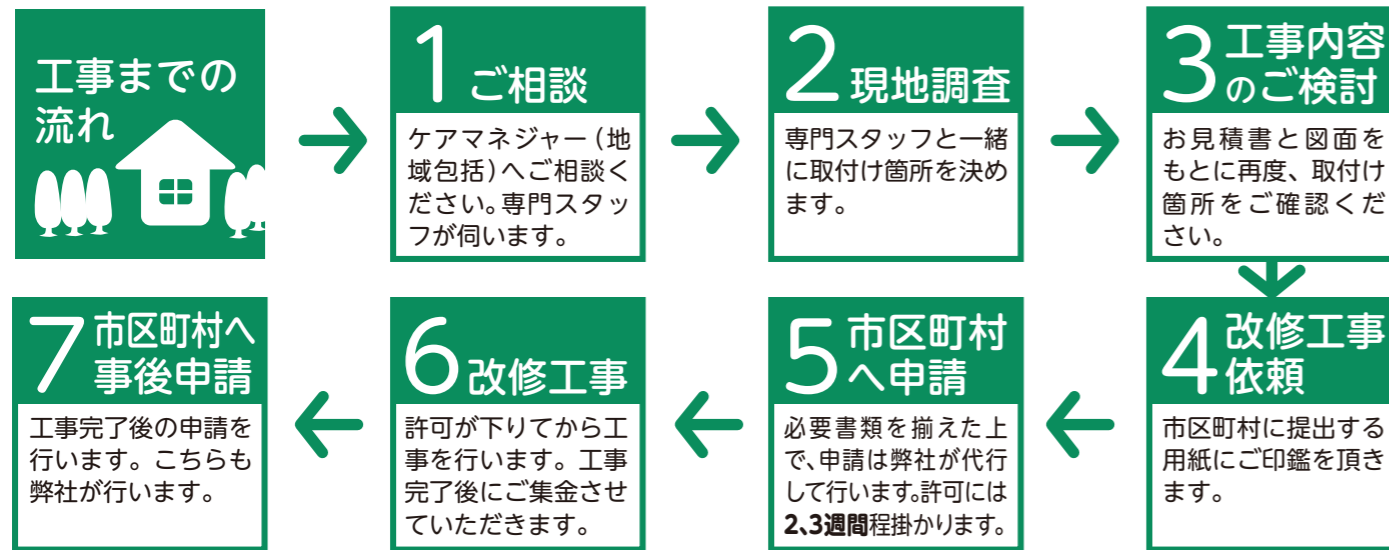 工事までの
流れ
1 ご相談
ケアマネジャー（地
域包括）へご相談く
ださい。専門スタッ
フが伺います。
2 現地調査
専門スタッフと一緒
に取付け箇所を決め
ます。
3 工事内容
のご検討
お見積書と図面を
もとに再度、取付け
箇所をご確認くだ
さい。
4 改修工事
依頼
市区町村に提出する
用紙にご印鑑を頂き
ます。
5 市区町村
へ申請
必要書類を揃えた上
で、申請は弊社が代行
して行います。許可には
2、3週間程掛かります。
6 改修工事
許可が下りてから工
事を行います。工事
完了後にご集金させ
ていただきます。
7 市区町村へ
事後申請
工事完了後の申請を
行います。こちらも
弊社が行います。